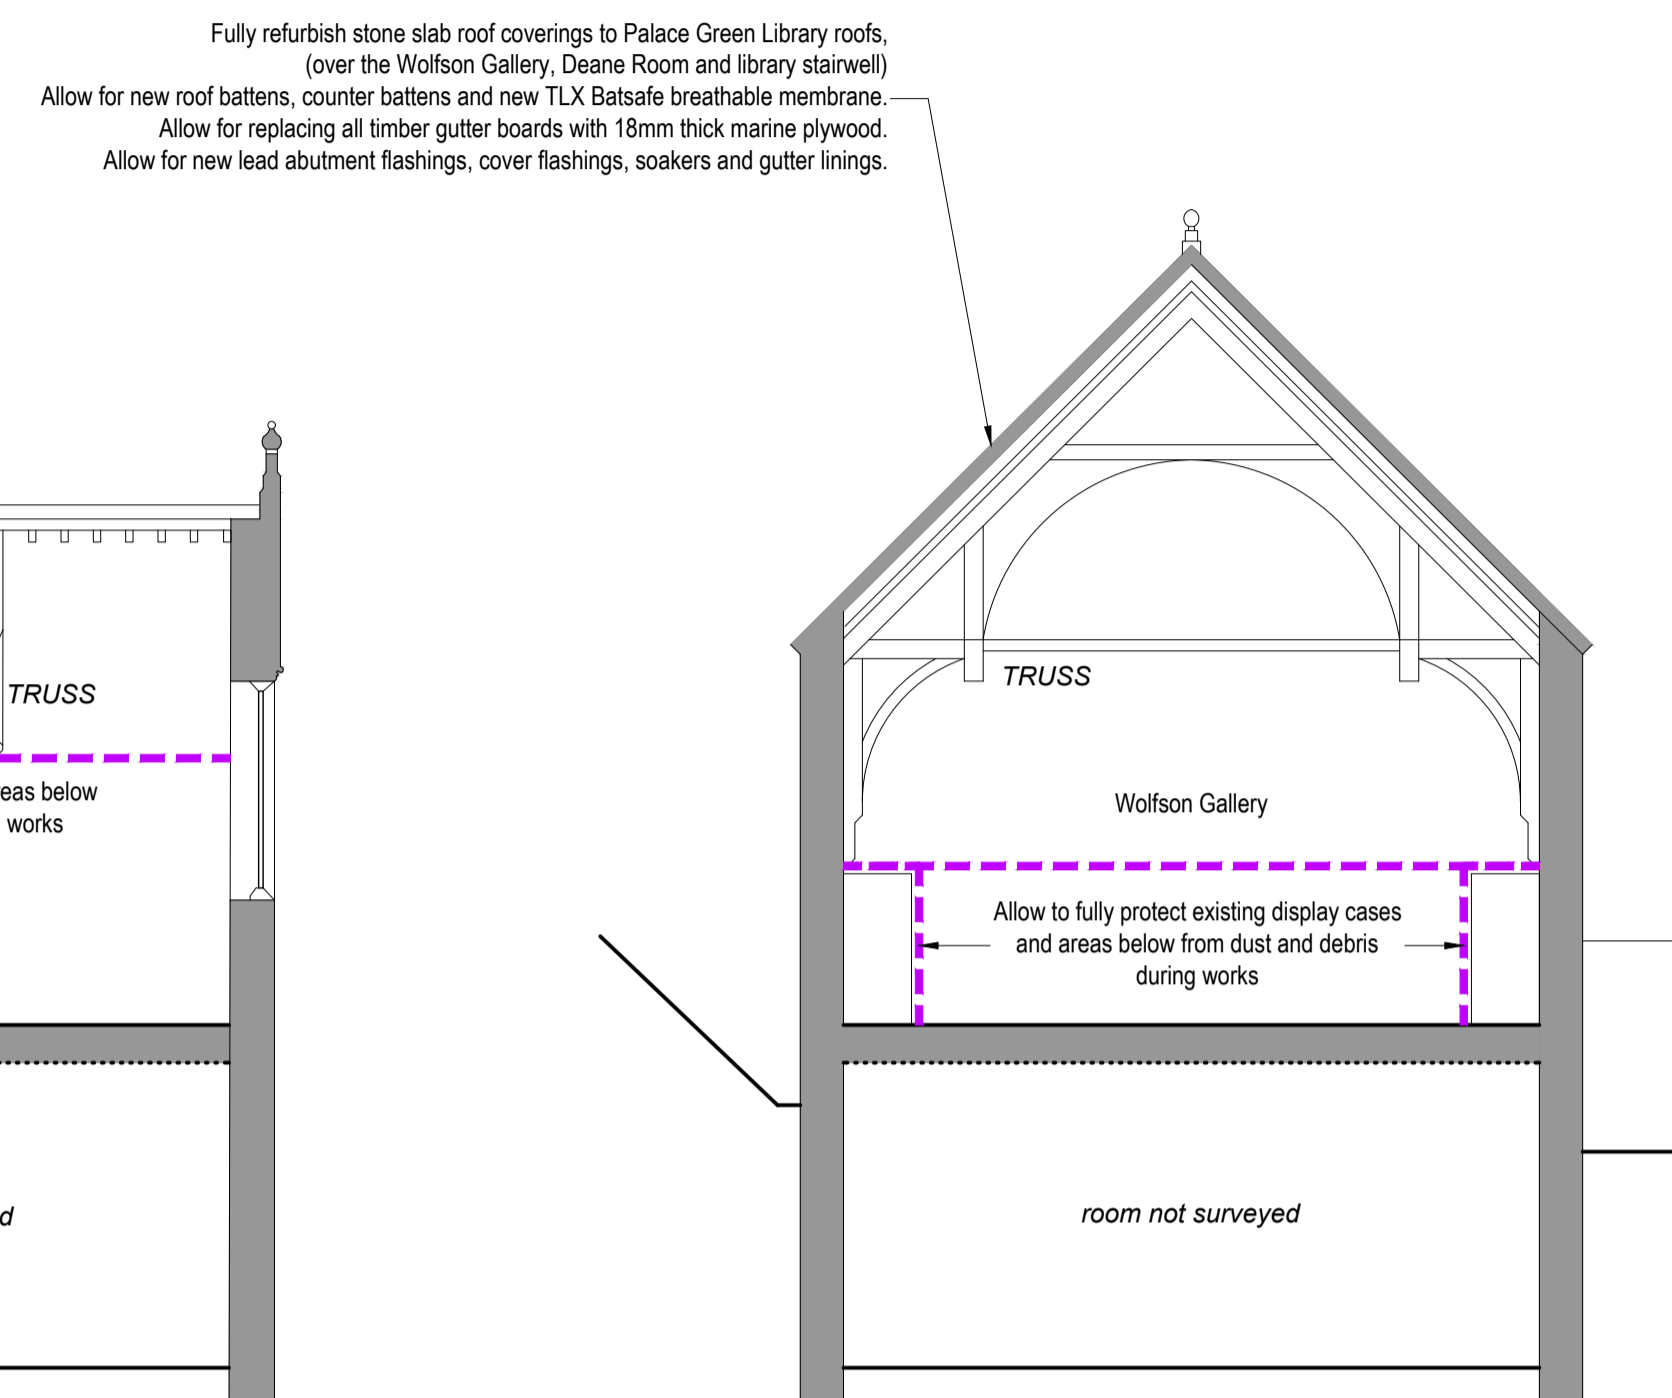 Fully refurbish stone slab roof coverings to Palace Green Library roofs,
(over the Wolfson Gallery, Deane Room and library stairwell)
Allow for new roof battens, counter battens and new TLX Batsafe breathable membrane.
Allow for replacing all timber gutter boards with 18mm thick marine plywood.
Allow for new lead abutment flashings, cover flashings, soakers and gutter linings.
TRUSS
eas below
works
d
TRUSS
Wolfson Gallery
Allow to fully protect existing display cases
and areas below from dust and debris
during works
room not surveyed